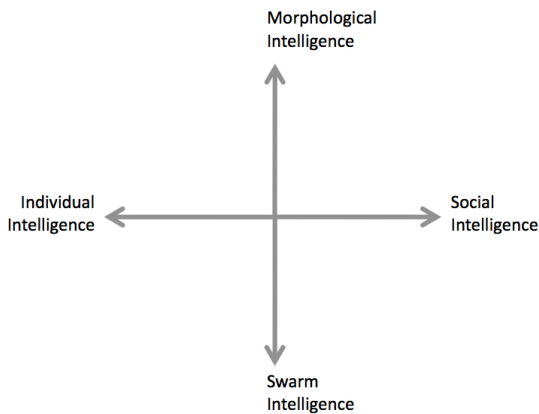 Morphological
Intelligence
Individual
Intelligence
Social
Intelligence
Swarm
Intelligence